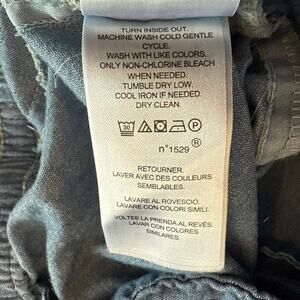 TURN INSIDE OUT.
MACHINE WASH COLD GENTLE
CYCLE.
WASH WITH LIKE COLORS.
ONLY NON-CHLORINE BLEACH
WHEN NEEDED.
TUMBLE DRY LOW.
COOL IRON IF NEEDED.
DRY CLEAN.
30 P
n°1529 ®
RETOURNER.
LAVER AVEC DES COULEURS
SEMBLABLES.
LAVARE AL ROVESCIO.
LAVARE CON COLORI SIMILI.
VOLTEE LA PRENDA AL REVÉS.
LAVAR CON COLORES
SIMILARES.